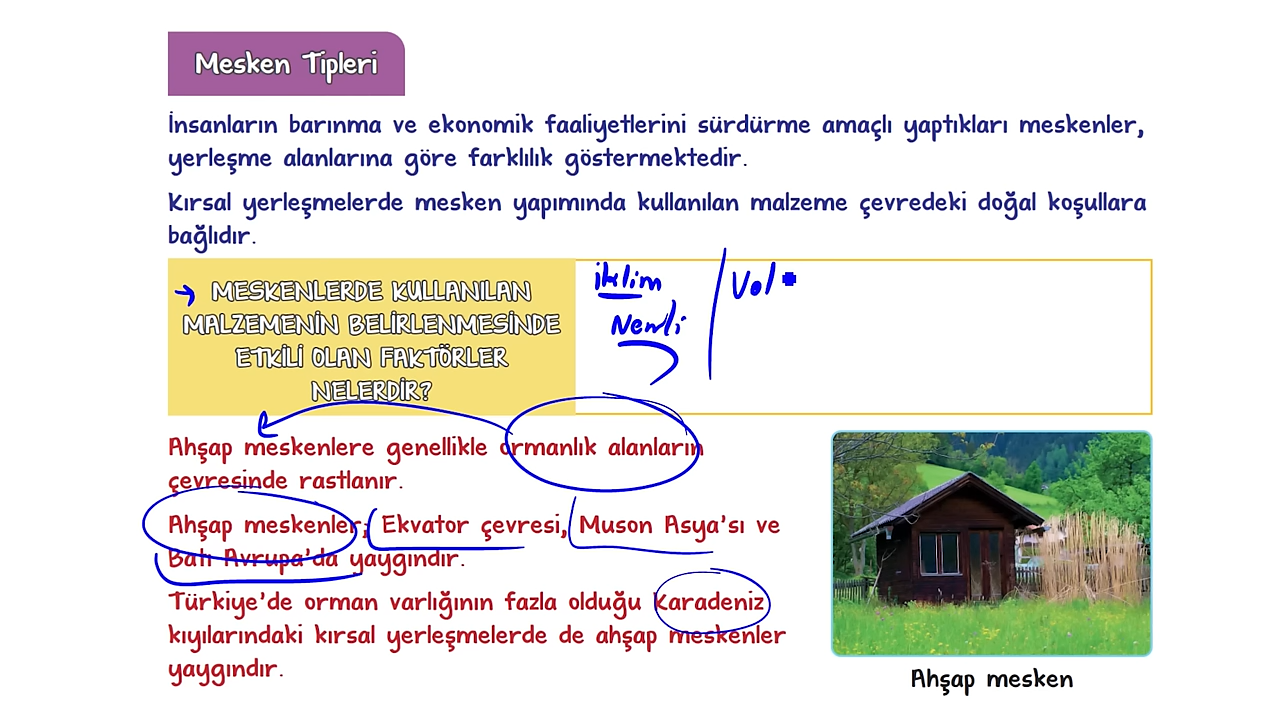 Mesken Tipleri
İnsanların barınma ve ekonomik faaliyetlerini sürdürme amaçlı yaptıkları meskenler,
yerleşme alanlarına göre farklılık göstermektedir.
Kırsal yerleşmelerde mesken yapımında kullanılan malzeme çevredeki doğal koşullara
bağlıdır.
→ MESKENLERDE KULLANILAN
MALZEMENİN BELİRLENMESİNDE
ETKİLİ OLAN FAKTÖRLER
NELERDİR?
iklim
Nemli
Vol
Ahşap meskenlere genellikle ormanlık alanların
çevresinde rastlanır.
Ahşap meskenler, Ekvator çevresi, Muson Asya'sı ve
Batı Avrupa'da yaygındır.
Türkiye'de orman varlığının fazla olduğu Karadeniz
kıyılarındaki kırsal yerleşmelerde de ahşap meskenler
yaygındır.
Ahşap mesken